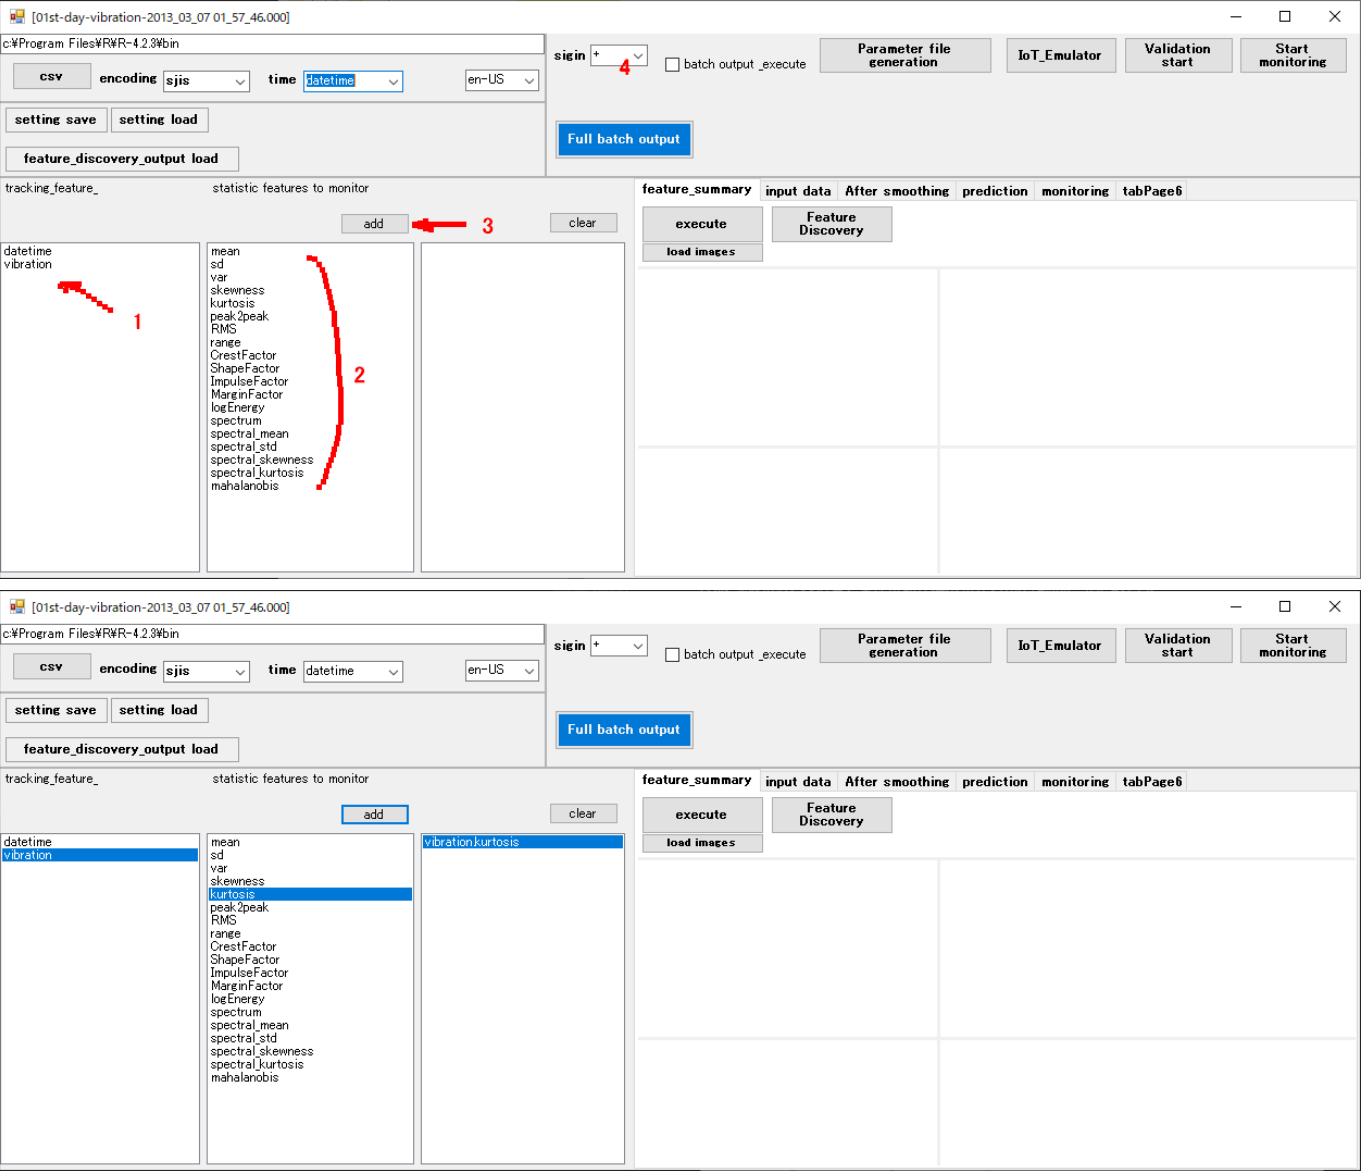 [01st-day-vibration-2013_03_07 01_57_46.000]
c:¥Program Files¥R¥R-4.2.3¥bin
csv encoding sjis time datetime en-US
sigin + 4 batch output _execute
Parameter file generation
IoT_Emulator
Validation start
Start monitoring
setting save setting load
Full batch output
feature_discovery_output load
tracking_feature_ statistic features to monitor
add 3 clear
feature_summary input data After smoothing prediction monitoring tabPage6
execute
Feature Discovery
load images
datetime
vibration
1
mean
sd
var
skewness
kurtosis
peak2peak
RMS
range
CrestFactor
ShapeFactor
ImpulseFactor
MarginFactor
logEnergy
spectrum
spectral_mean
spectral_std
spectral_skewness
spectral_kurtosis
mahalanobis
2
[01st-day-vibration-2013_03_07 01_57_46.000]
c:¥Program Files¥R¥R-4.2.3¥bin
csv encoding sjis time datetime en-US
sigin + batch output _execute
Parameter file generation
IoT_Emulator
Validation start
Start monitoring
setting save setting load
Full batch output
feature_discovery_output load
tracking_feature_ statistic features to monitor
add clear
feature_summary input data After smoothing prediction monitoring tabPage6
execute
Feature Discovery
load images
datetime
vibration
mean
sd
var
skewness
kurtosis
peak2peak
RMS
range
CrestFactor
ShapeFactor
ImpulseFactor
MarginFactor
logEnergy
spectrum
spectral_mean
spectral_std
spectral_skewness
spectral_kurtosis
mahalanobis
vibration.kurtosis